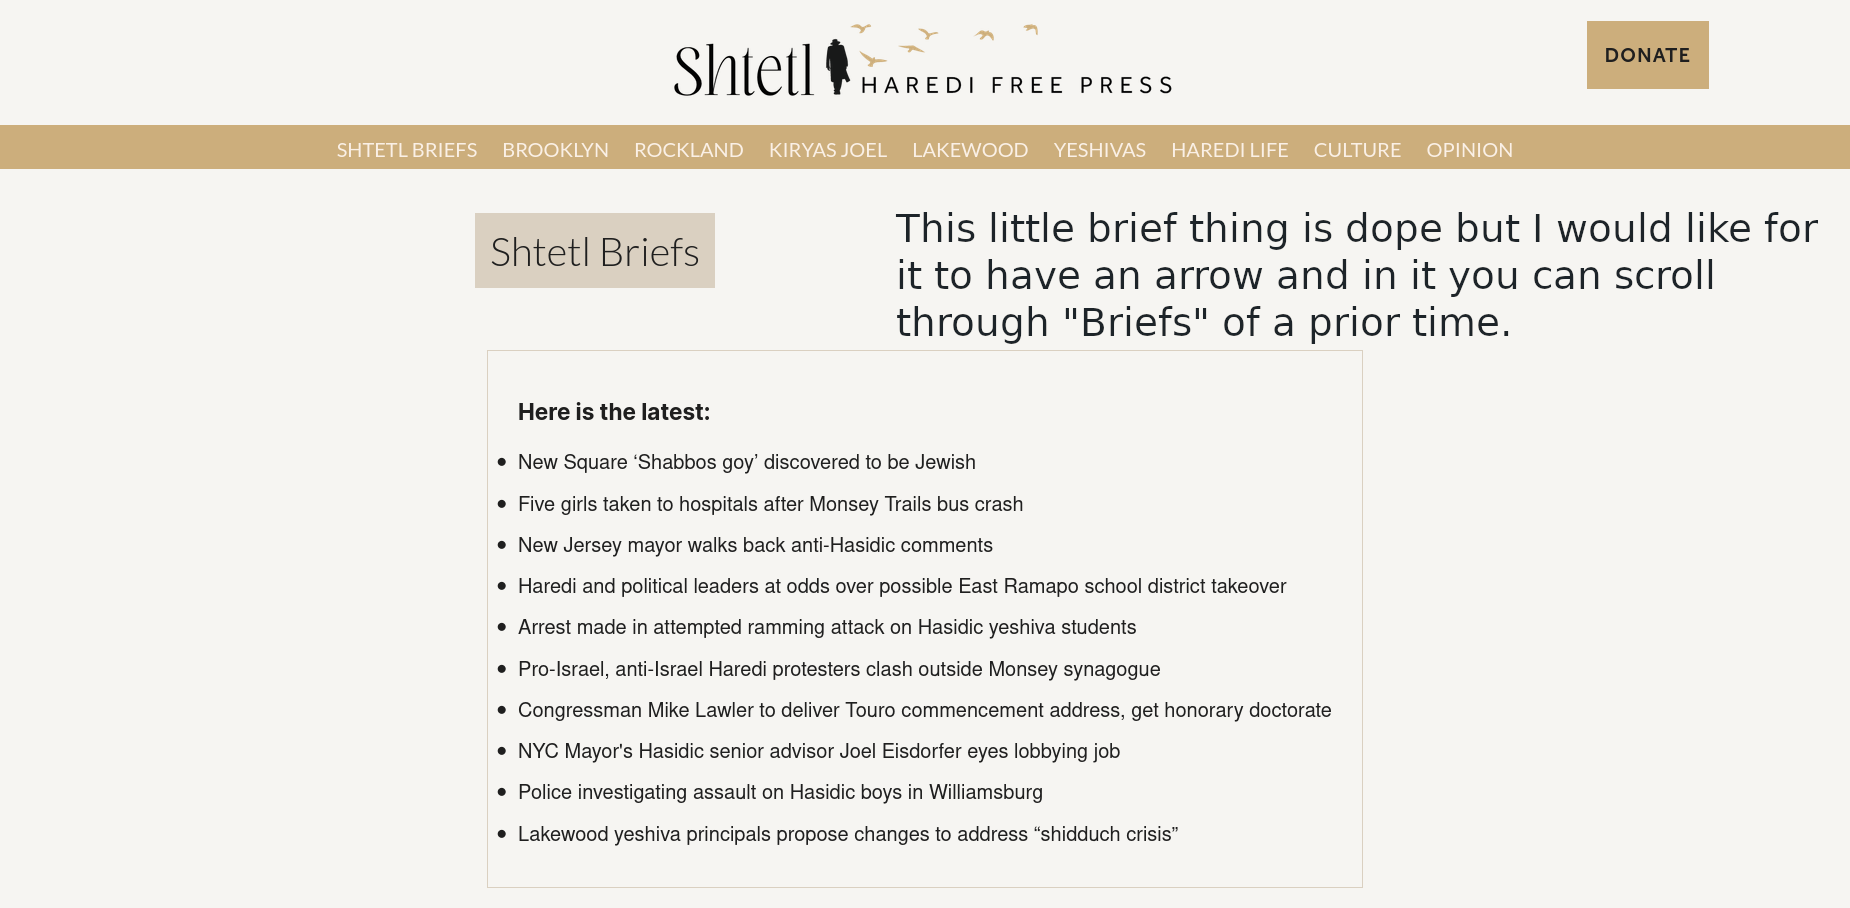 Shtetl HAREDI FREE PRESS
DONATE
SHTETL BRIEFS BROOKLYN ROCKLAND KIRYAS JOEL LAKEWOOD YESHIVAS HAREDI LIFE CULTURE OPINION
Shtetl Briefs
This little brief thing is dope but I would like for
it to have an arrow and in it you can scroll
through "Briefs" of a prior time.
Here is the latest:
• New Square ‘Shabbos goy’ discovered to be Jewish
• Five girls taken to hospitals after Monsey Trails bus crash
• New Jersey mayor walks back anti-Hasidic comments
• Haredi and political leaders at odds over possible East Ramapo school district takeover
• Arrest made in attempted ramming attack on Hasidic yeshiva students
• Pro-Israel, anti-Israel Haredi protesters clash outside Monsey synagogue
• Congressman Mike Lawler to deliver Touro commencement address, get honorary doctorate
• NYC Mayor's Hasidic senior advisor Joel Eisdorfer eyes lobbying job
• Police investigating assault on Hasidic boys in Williamsburg
• Lakewood yeshiva principals propose changes to address “shidduch crisis”